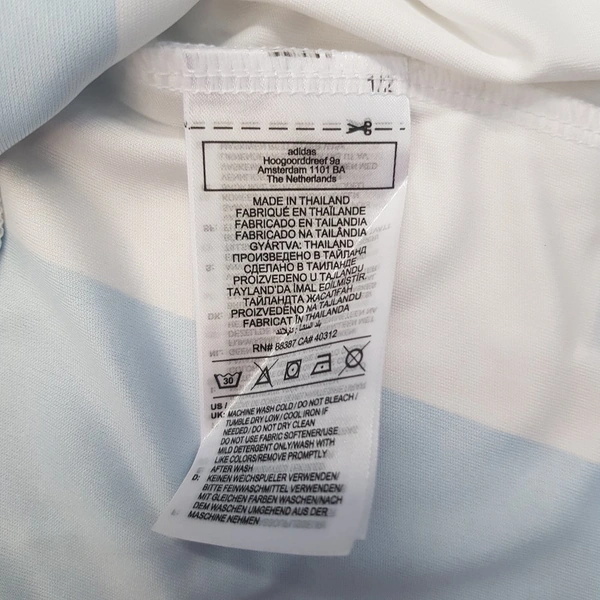 1/2
adidas
Hoogoorddreef 9a
Amsterdam 1101 BA
The Netherlands
MADE IN THAILAND
FABRIQUÉ EN THAÏLANDE
FABRICADO EN TAILANDIA
FABRICADO NA TAILÂNDIA
GYÁRTVA: THAILAND
ПРОИЗВЕДЕНО В ТАЙЛАНД
СДЕЛАНО В ТАИЛАНДЕ
PROIZVEDENO U TAJLANDU
TAYLAND'DA İMAL EDİLMİŞTİR.
ТАЙЛАНДТА ЖАСАЛҒАН
PROIZVEDENO NA TAJLANDU
FABRICAT ÎN THAILANDA
RN# 88387 CA# 40312
30
US /
UK: MACHINE WASH COLD / DO NOT BLEACH /
TUMBLE DRY LOW / COOL IRON IF
NEEDED / DO NOT DRY CLEAN
DO NOT USE FABRIC SOFTENER/USE
MILD DETERGENT ONLY/WASH WITH
LIKE COLORS/REMOVE PROMPTLY
AFTER WASH
D: KEINEN WEICHSPUELER VERWENDEN/
BITTE FEINWASCHMITTEL VERWENDEN/
MIT GLEICHEN FARBEN WASCHEN/NACH
DEM WASCHEN UMGEHEND AUS DER
MASCHINE NEHMEN